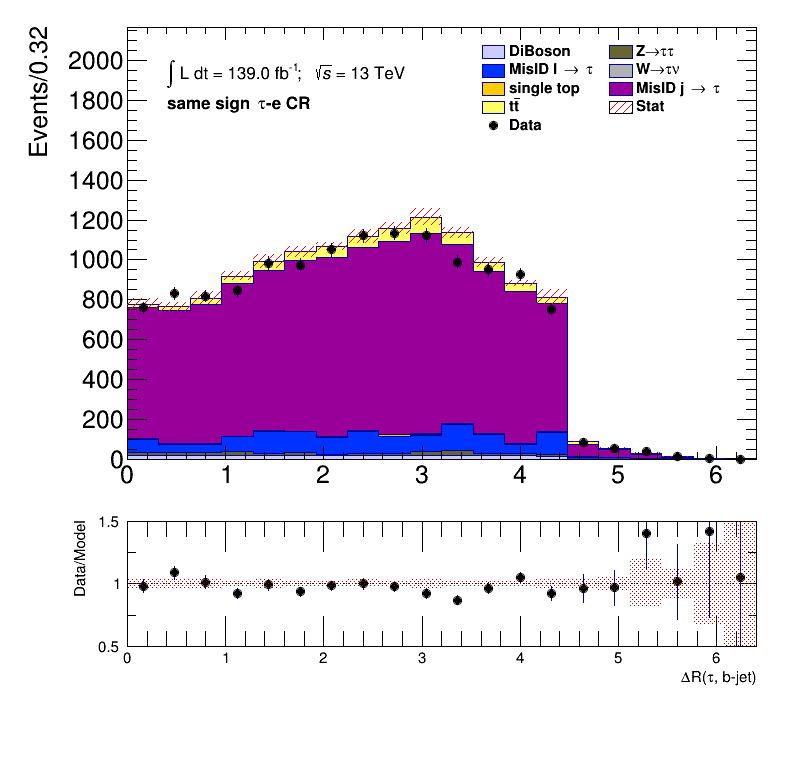 Events/0.32
2000
1800
1600
1400
1200
1000
800
600
400
200
0
∫ L dt = 139.0 fb⁻¹; √s = 13 TeV
same sign τ-e CR
DiBoson
MisID l → τ
single top
tt̄
Data
Z→ττ
W→τν
MisID j → τ
Stat
0 1 2 3 4 5 6
Data/Model
1.5
1
0.5
0 1 2 3 4 5 6
ΔR(τ, b-jet)